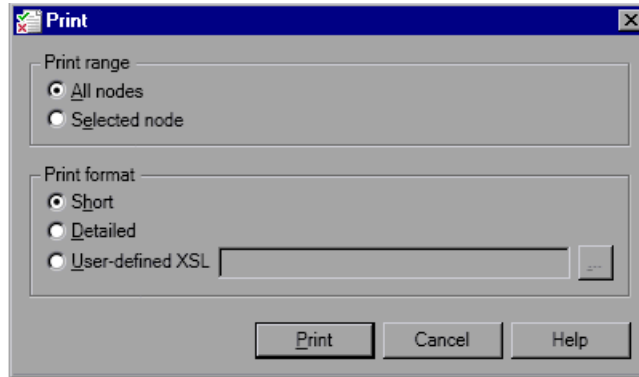 Print
Print range
All nodes
Selected node
Print format
Short
Detailed
User-defined XSL
...
Print Cancel Help